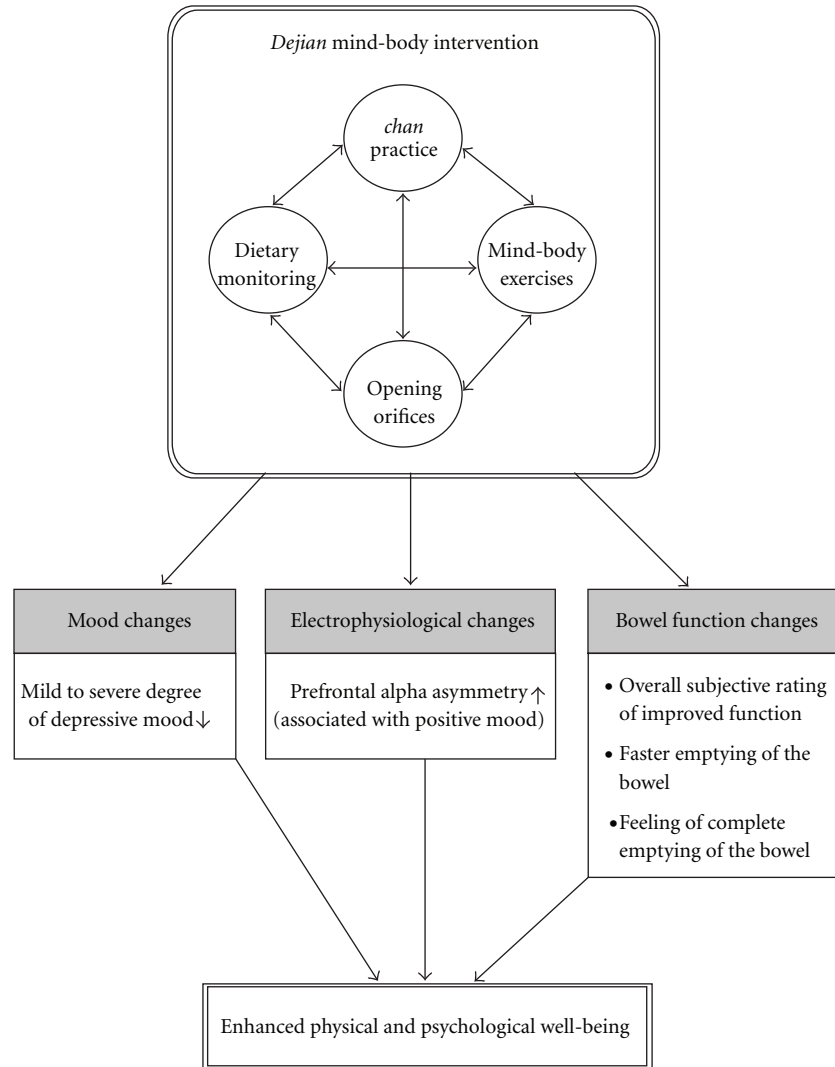 Dejian mind-body intervention
chan
practice
Dietary
monitoring
Mind-body
exercises
Opening
orifices
Mood changes
Mild to severe degree
of depressive mood↓
Electrophysiological changes
Prefrontal alpha asymmetry↑
(associated with positive mood)
Bowel function changes
• Overall subjective rating
of improved function
• Faster emptying of the
bowel
•Feeling of complete
emptying of the bowel
Enhanced physical and psychological well-being